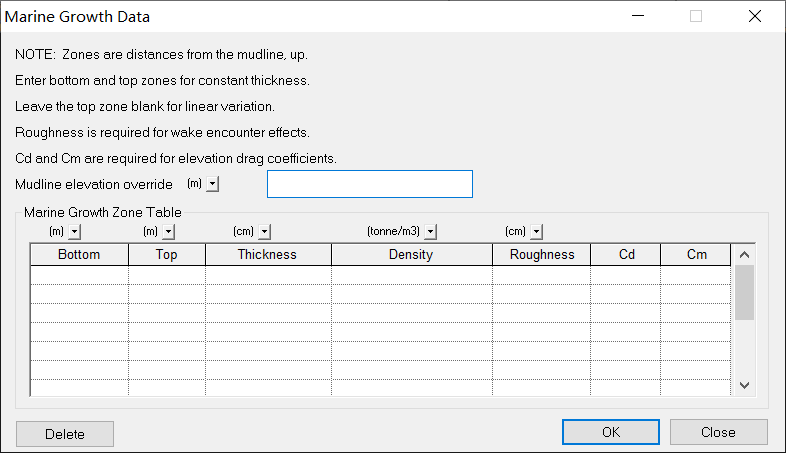 Marine Growth Data
NOTE:  Zones are distances from the mudline, up.
Enter bottom and top zones for constant thickness.
Leave the top zone blank for linear variation.
Roughness is required for wake encounter effects.
Cd and Cm are required for elevation drag coefficients.
Mudline elevation override (m)
Marine Growth Zone Table
(m) (m) (cm) (tonne/m3) (cm)
Bottom Top Thickness Density Roughness Cd Cm
Delete OK Close